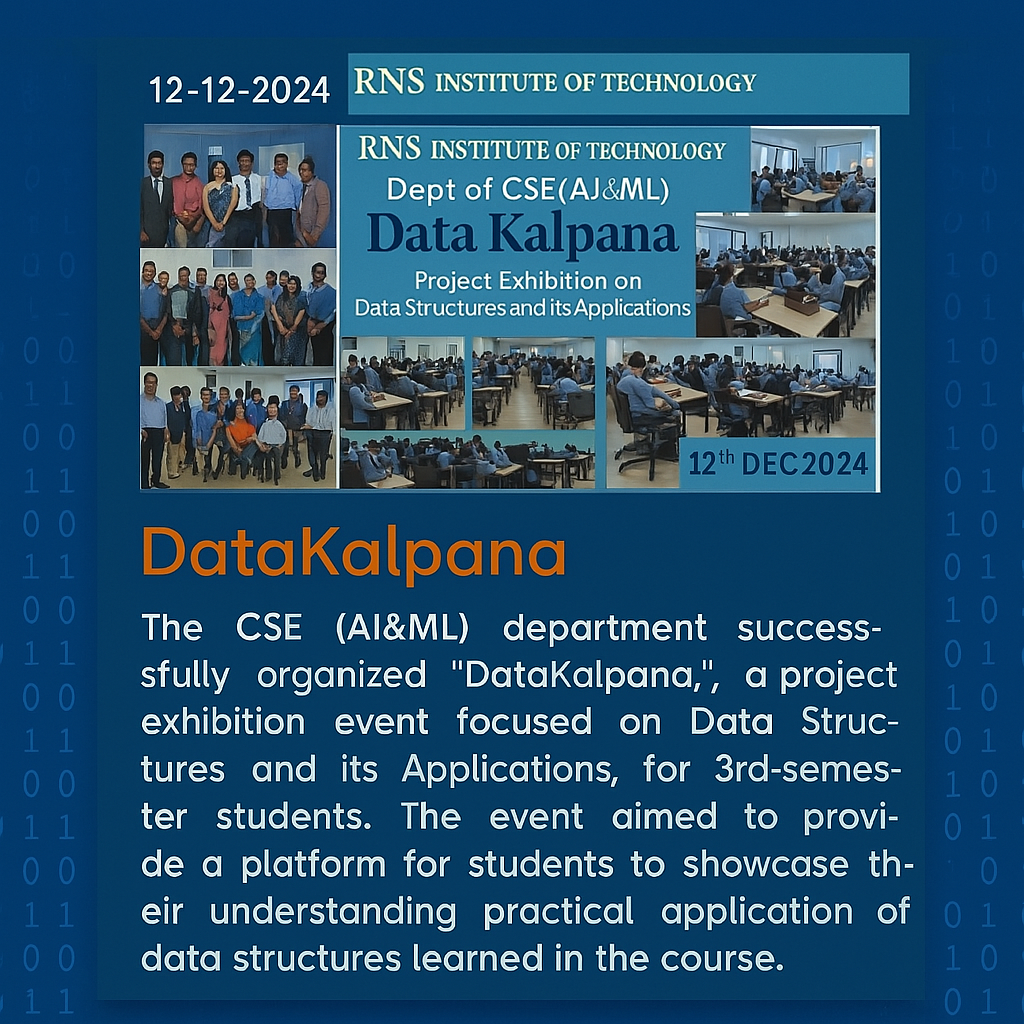 12-12-2024
RNS INSTITUTE OF TECHNOLOGY
RNS INSTITUTE OF TECHNOLOGY
Dept of CSE(AJ&ML)
Data Kalpana
Project Exhibition on
Data Structures and its Applications
12th DEC 2024
DataKalpana
The CSE (AI&ML) department success-
sfully organized "DataKalpana,", a project
exhibition event focused on Data Struc-
tures and its Applications, for 3rd-semes-
ter students. The event aimed to provi-
de a platform for students to showcase th-
eir understanding practical application of
data structures learned in the course.